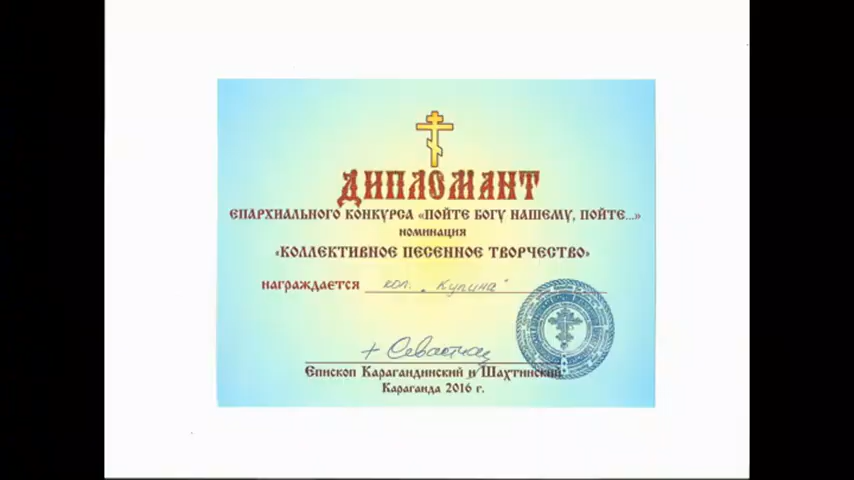 ДИПЛОМАНТ
ЕПАРХИАЛЬНОГО КОНКУРСА «ПОЙТЕ БОГУ НАШЕМУ, ПОЙТЕ...»
НОМИНАЦИЯ
«КОЛЛЕКТИВНОЕ ПЕСЕННОЕ ТВОРЧЕСТВО»
награждается кол. „Купина"
+ Севастиан
Епископ Карагандинский и Шахтинский
Караганда 2016 г.